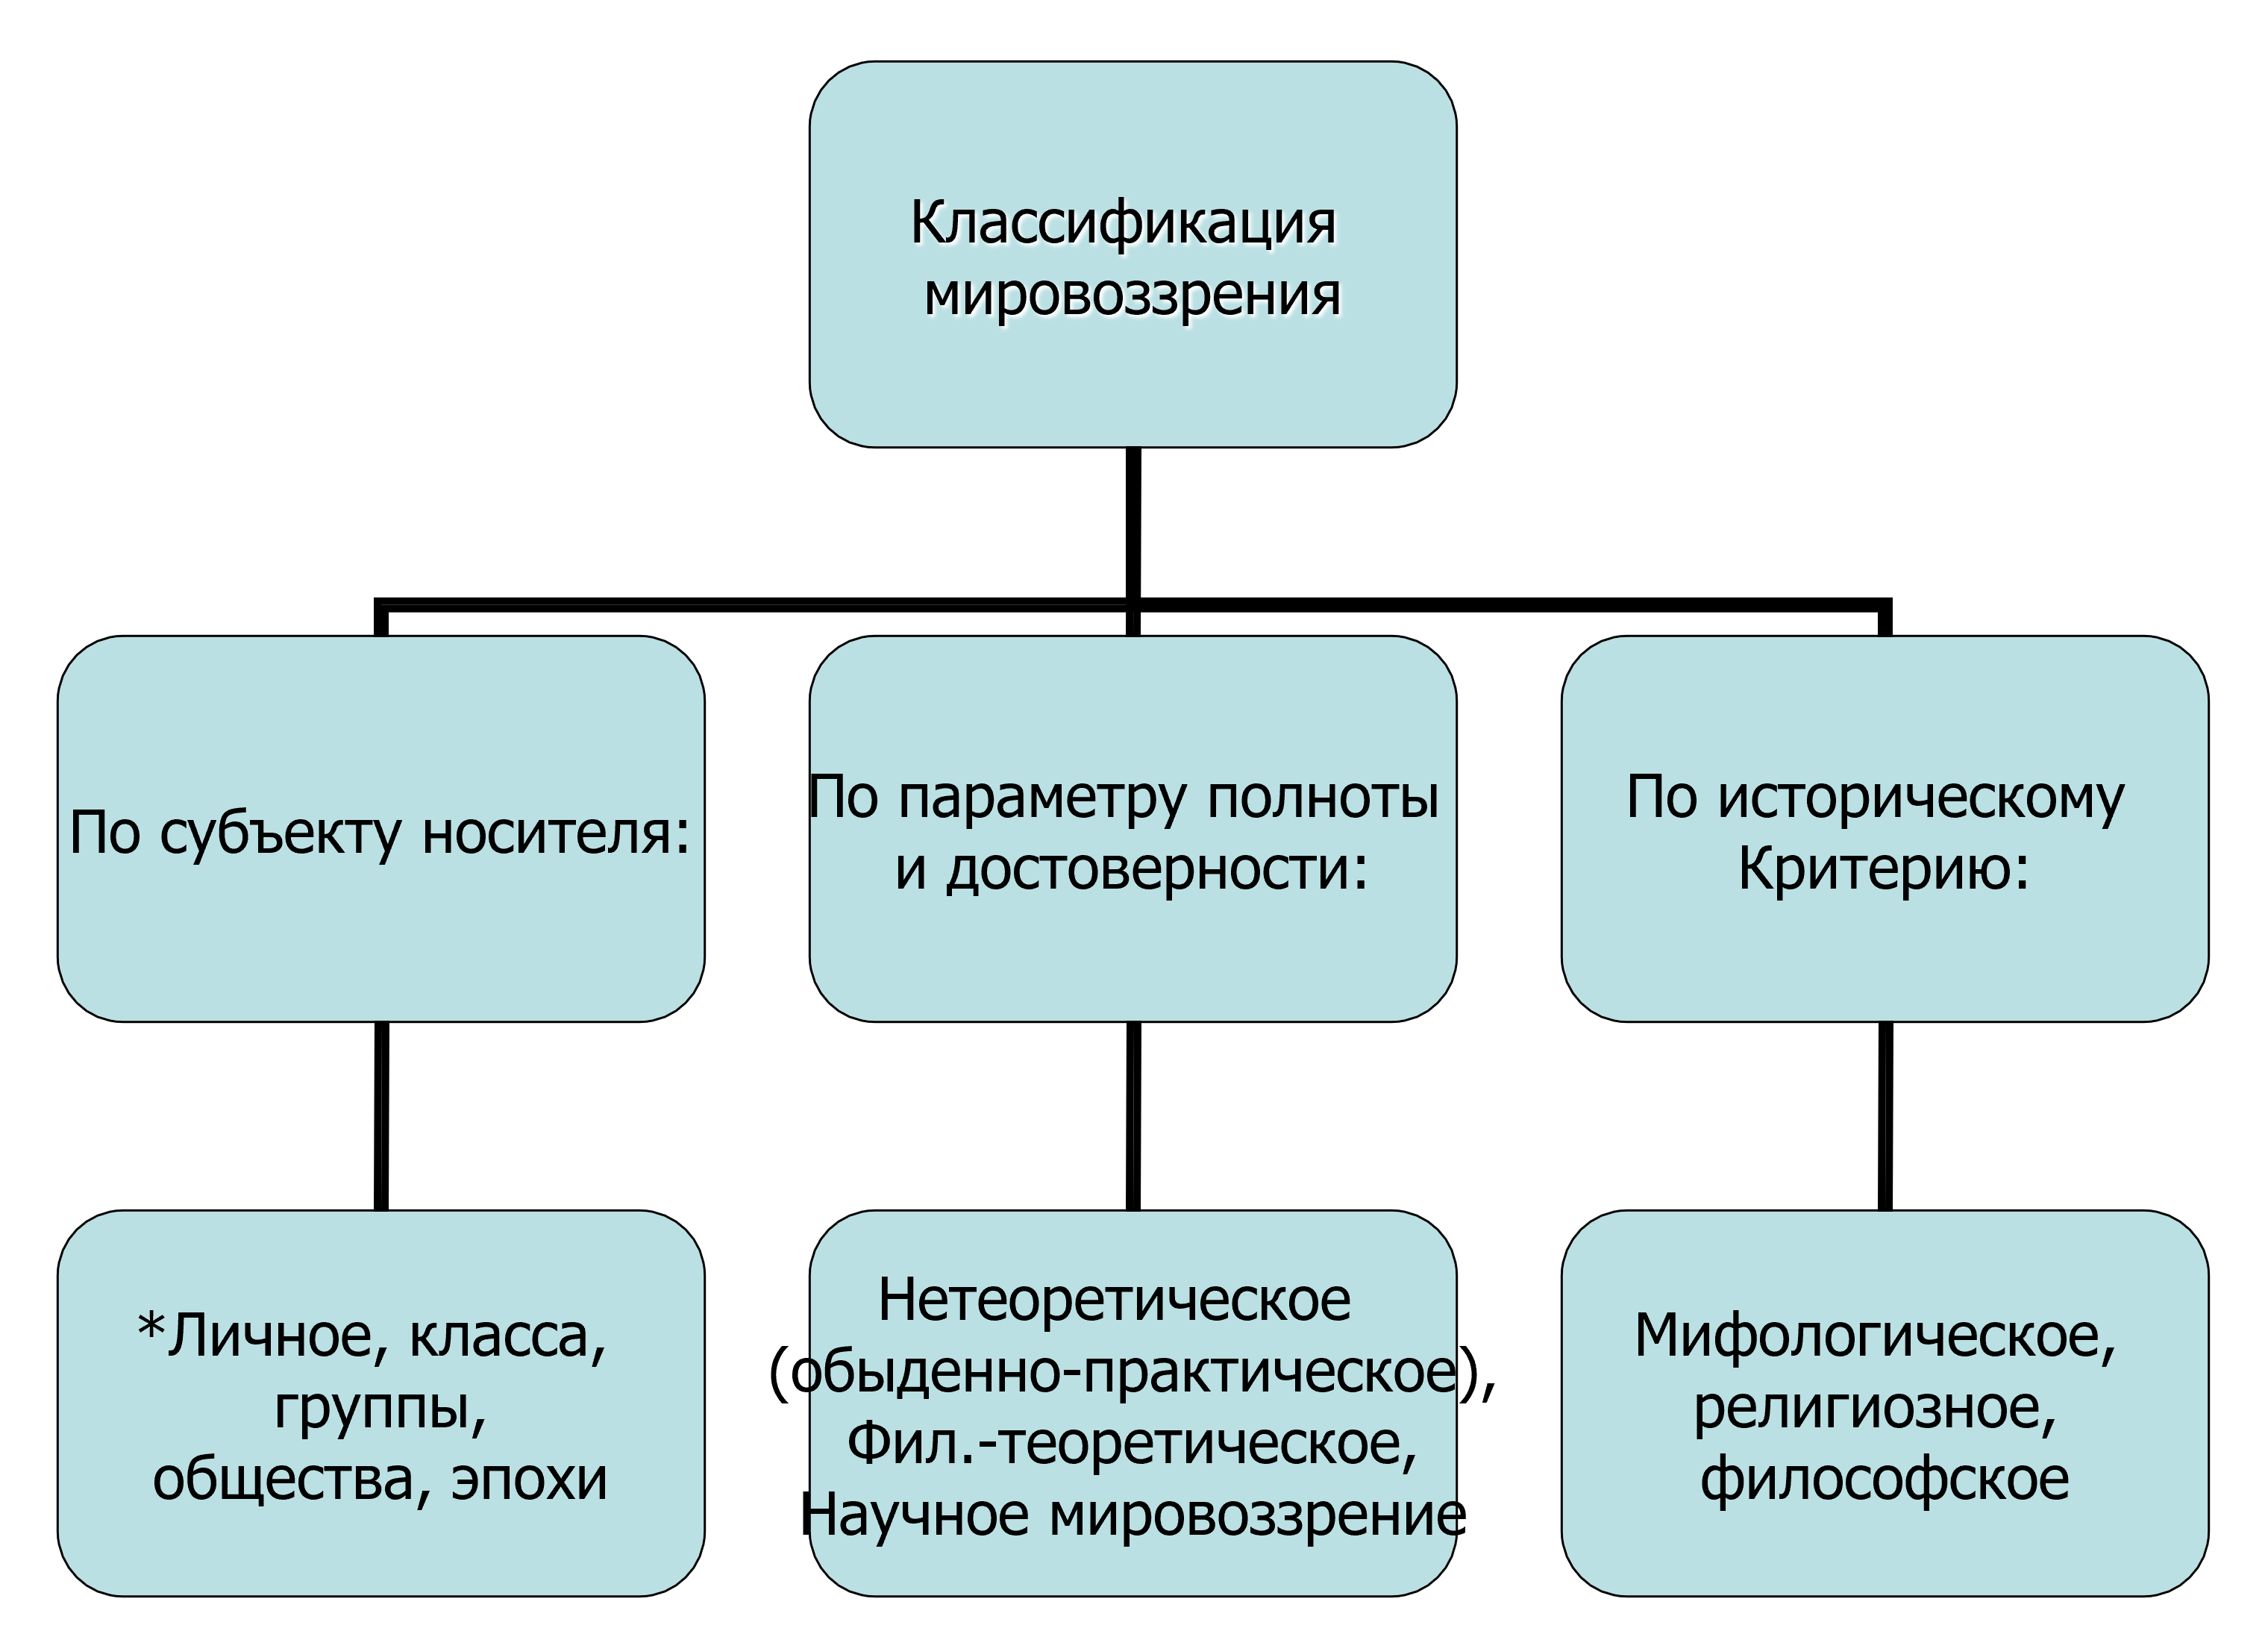 Классификация
мировоззрения
По субъекту носителя:
По параметру полноты
и достоверности:
По историческому
Критерию:
*Личное, класса,
группы,
общества, эпохи
Нетеоретическое
(обыденно-практическое),
Фил.-теоретическое,
Научное мировоззрение
Мифологическое,
религиозное,
философское